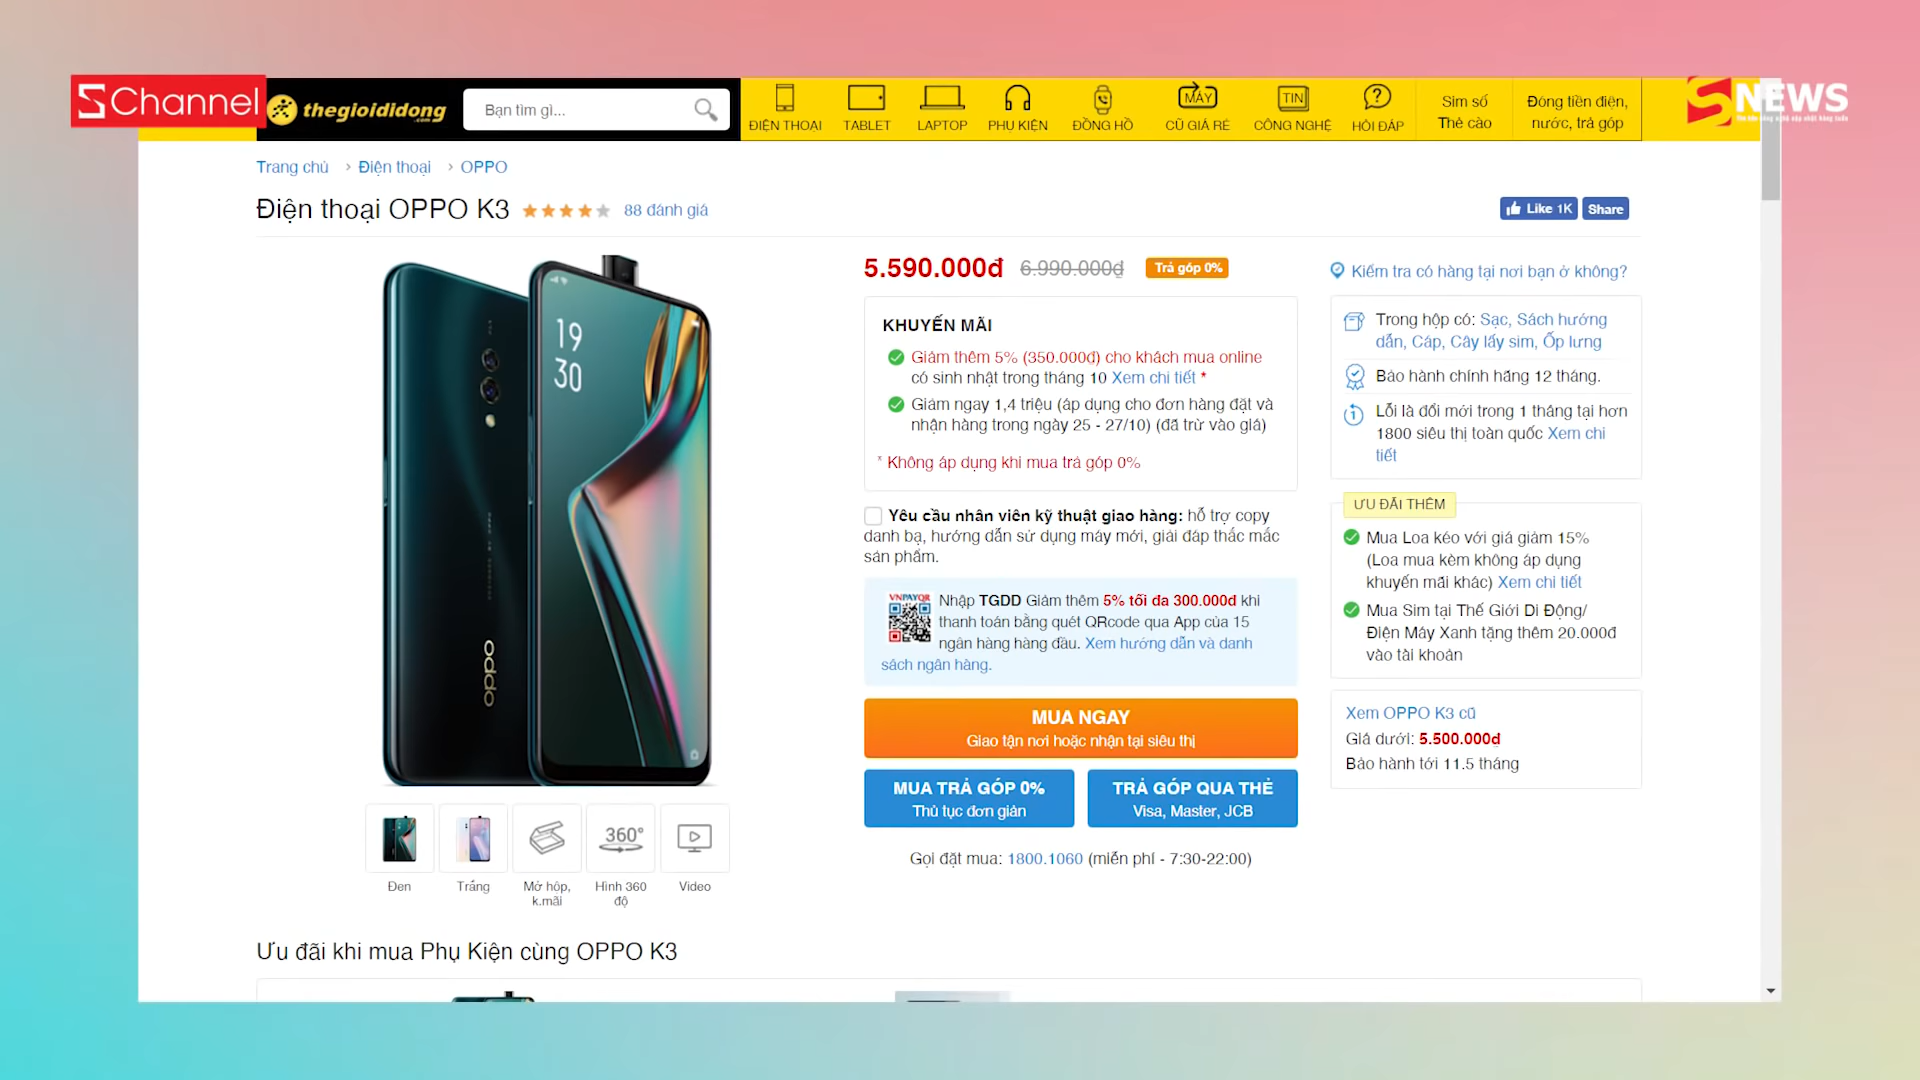 S Channel
thegioididong
.com
Bạn tìm gì...
ĐIỆN THOẠI
TABLET
LAPTOP
PHỤ KIỆN
ĐỒNG HỒ
MÁY
CŨ GIÁ RẺ
TIN
CÔNG NGHỆ
HỎI ĐÁP
Sim số
Thẻ cào
Đóng tiền điện,
nước, trả góp
S NEWS
Trang chủ › Điện thoại › OPPO
Điện thoại OPPO K3
88 đánh giá
Like 1K
Share
19
30
oppo
5.590.000₫ 6.990.000₫ Trả góp 0%
KHUYẾN MÃI
Giảm thêm 5% (350.000đ) cho khách mua online
có sinh nhật trong tháng 10 Xem chi tiết *
Giảm ngay 1,4 triệu (áp dụng cho đơn hàng đặt và
nhận hàng trong ngày 25 - 27/10) (đã trừ vào giá)
* Không áp dụng khi mua trả góp 0%
Yêu cầu nhân viên kỹ thuật giao hàng: hỗ trợ copy
danh bạ, hướng dẫn sử dụng máy mới, giải đáp thắc mắc
sản phẩm.
VNPAYQR
Nhập TGDD Giảm thêm 5% tối đa 300.000đ khi
thanh toán bằng quét QRcode qua App của 15
ngân hàng hàng đầu. Xem hướng dẫn và danh
sách ngân hàng.
MUA NGAY
Giao tận nơi hoặc nhận tại siêu thị
MUA TRẢ GÓP 0%
Thủ tục đơn giản
TRẢ GÓP QUA THẺ
Visa, Master, JCB
Gọi đặt mua: 1800.1060 (miễn phí - 7:30-22:00)
Kiểm tra có hàng tại nơi bạn ở không?
Trong hộp có: Sạc, Sách hướng
dẫn, Cáp, Cây lấy sim, Ốp lưng
Bảo hành chính hãng 12 tháng.
Lỗi là đổi mới trong 1 tháng tại hơn
1800 siêu thị toàn quốc Xem chi
tiết
ƯU ĐÃI THÊM
Mua Loa kéo với giá giảm 15%
(Loa mua kèm không áp dụng
khuyến mãi khác) Xem chi tiết
Mua Sim tại Thế Giới Di Động/
Điện Máy Xanh tặng thêm 20.000đ
vào tài khoản
Xem OPPO K3 cũ
Giá dưới: 5.500.000₫
Bảo hành tới 11.5 tháng
Đen
Trắng
Mở hộp,
k.mãi
360°
Hình 360
độ
Video
Ưu đãi khi mua Phụ Kiện cùng OPPO K3